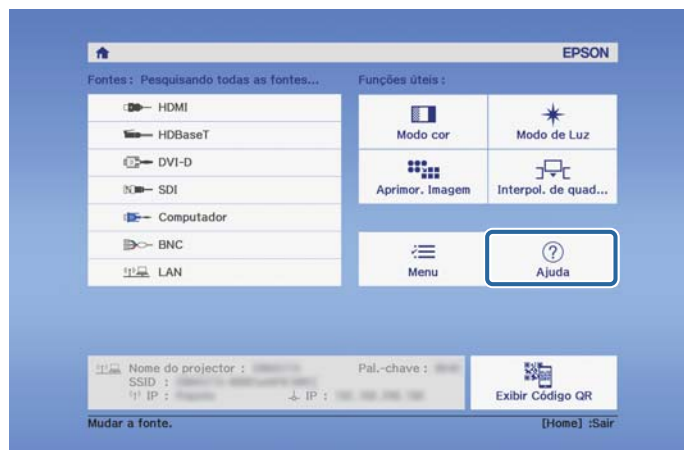 EPSON
Fontes : Pesquisando todas as fontes...
HDMI
HDBaseT
DVI-D
SDI
Computador
BNC
LAN
Funções úteis :
Modo cor
Modo de Luz
Aprimor. Imagem
Interpol. de quad...
Menu
Ajuda
Nome do projector :
SSID :
IP :
IP :
Pal.-chave :
Exibir Código QR
Mudar a fonte.
[Home] :Sair